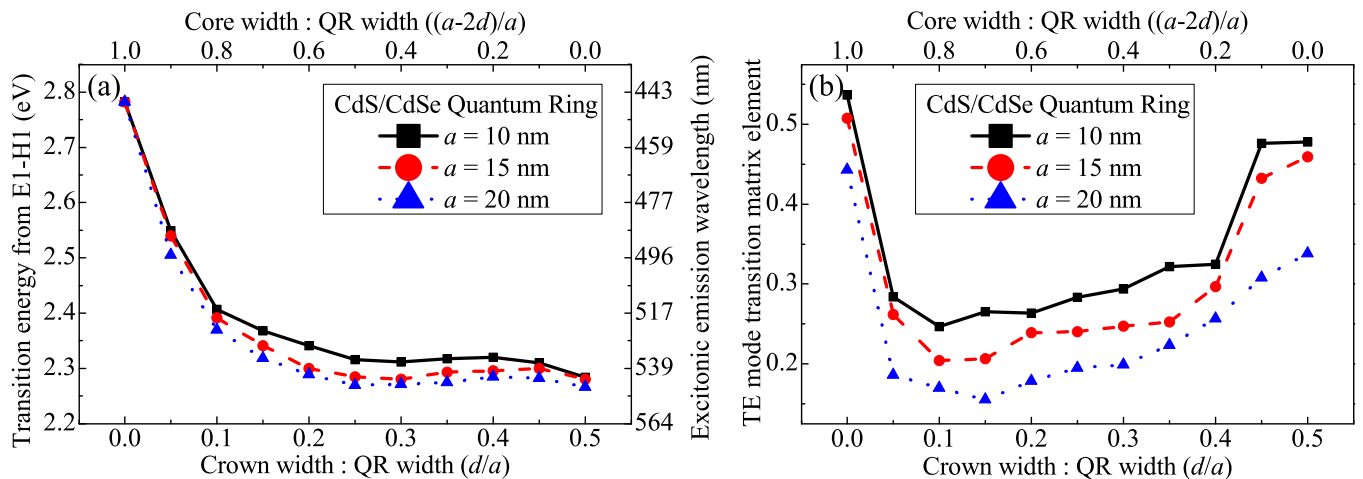 Core width : QR width ((a-2d)/a)
1.0 0.8 0.6 0.4 0.2 0.0
(a)
Transition energy from E1-H1 (eV)
2.8
2.7
2.6
2.5
2.4
2.3
2.2
CdS/CdSe Quantum Ring
a = 10 nm
a = 15 nm
a = 20 nm
443
459
477
496
517
539
564
Excitonic emission wavelength (nm)
0.0 0.1 0.2 0.3 0.4 0.5
Crown width : QR width (d/a)
Core width : QR width ((a-2d)/a)
1.0 0.8 0.6 0.4 0.2 0.0
(b)
TE mode transition matrix element
0.5
0.4
0.3
0.2
CdS/CdSe Quantum Ring
a = 10 nm
a = 15 nm
a = 20 nm
0.0 0.1 0.2 0.3 0.4 0.5
Crown width : QR width (d/a)